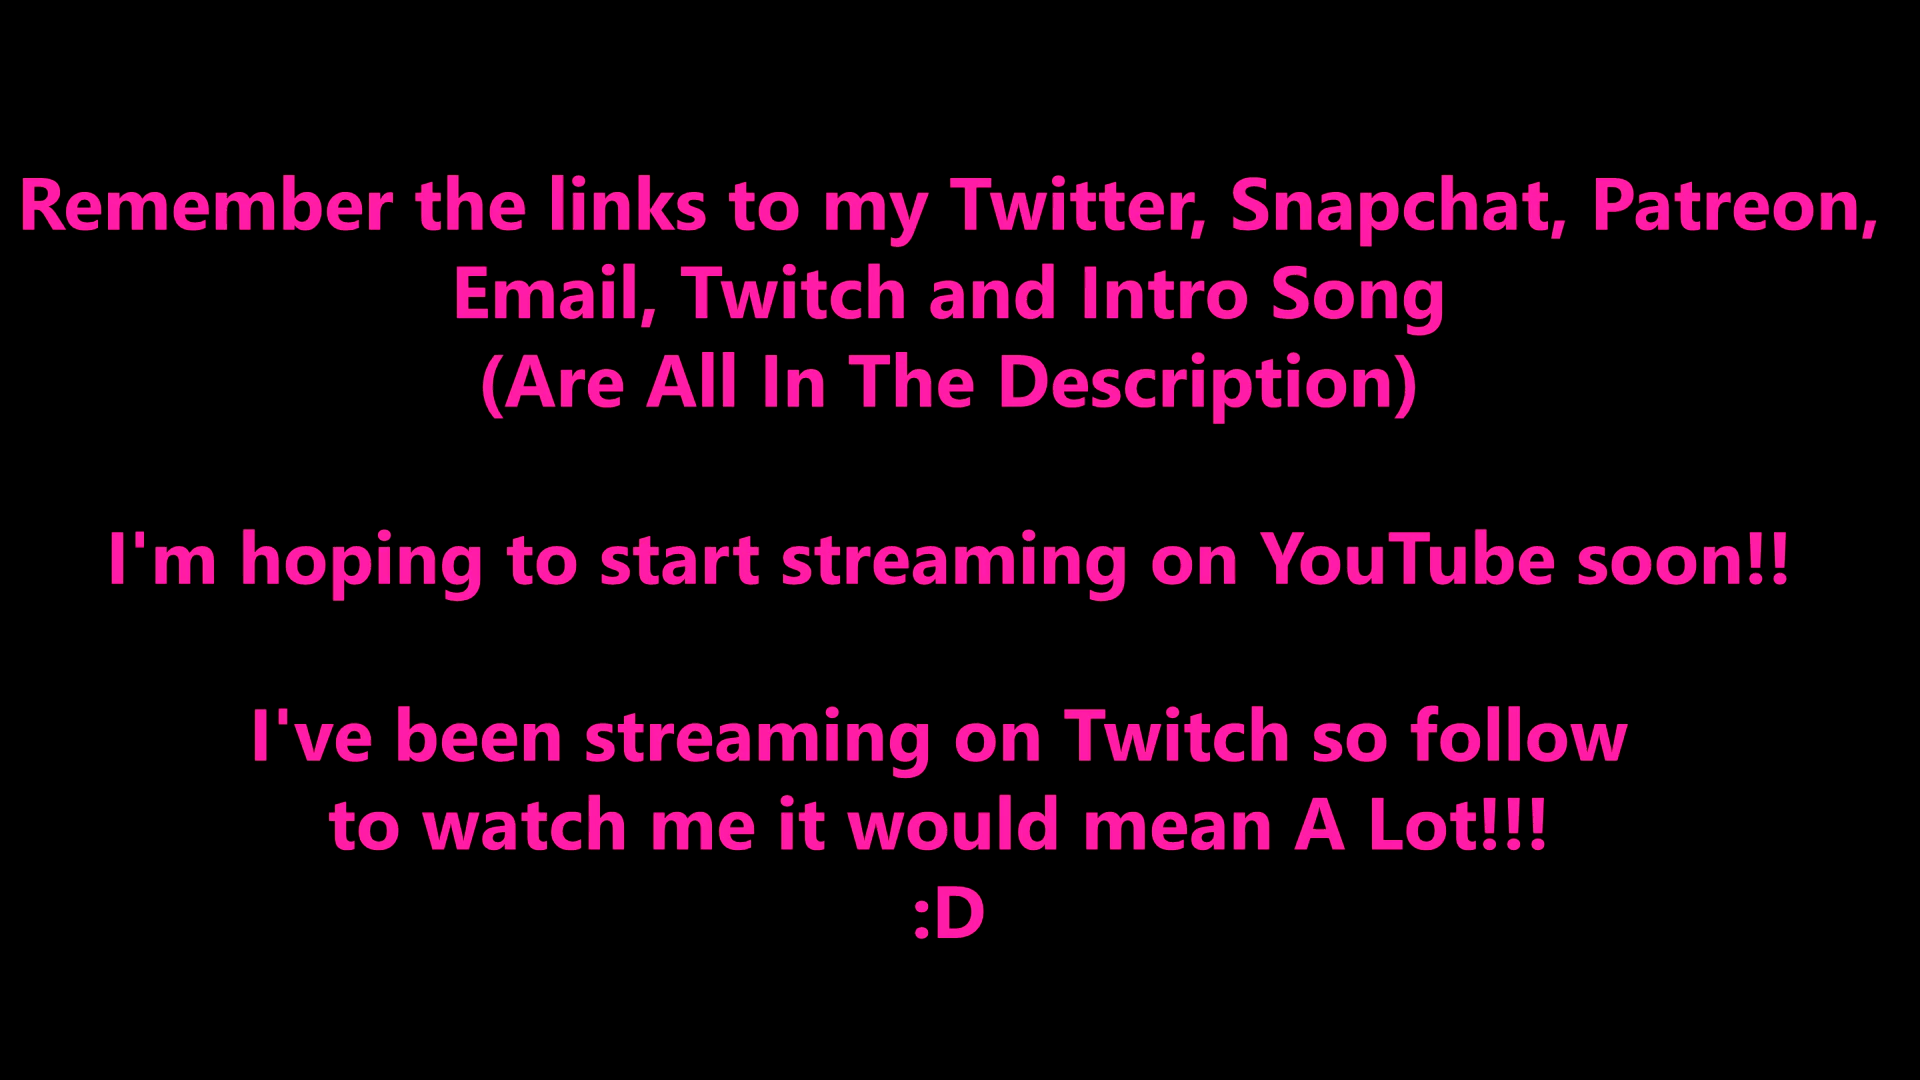 Remember the links to my Twitter, Snapchat, Patreon,
Email, Twitch and Intro Song
(Are All In The Description)
I'm hoping to start streaming on YouTube soon!!
I've been streaming on Twitch so follow
to watch me it would mean A Lot!!!
:D